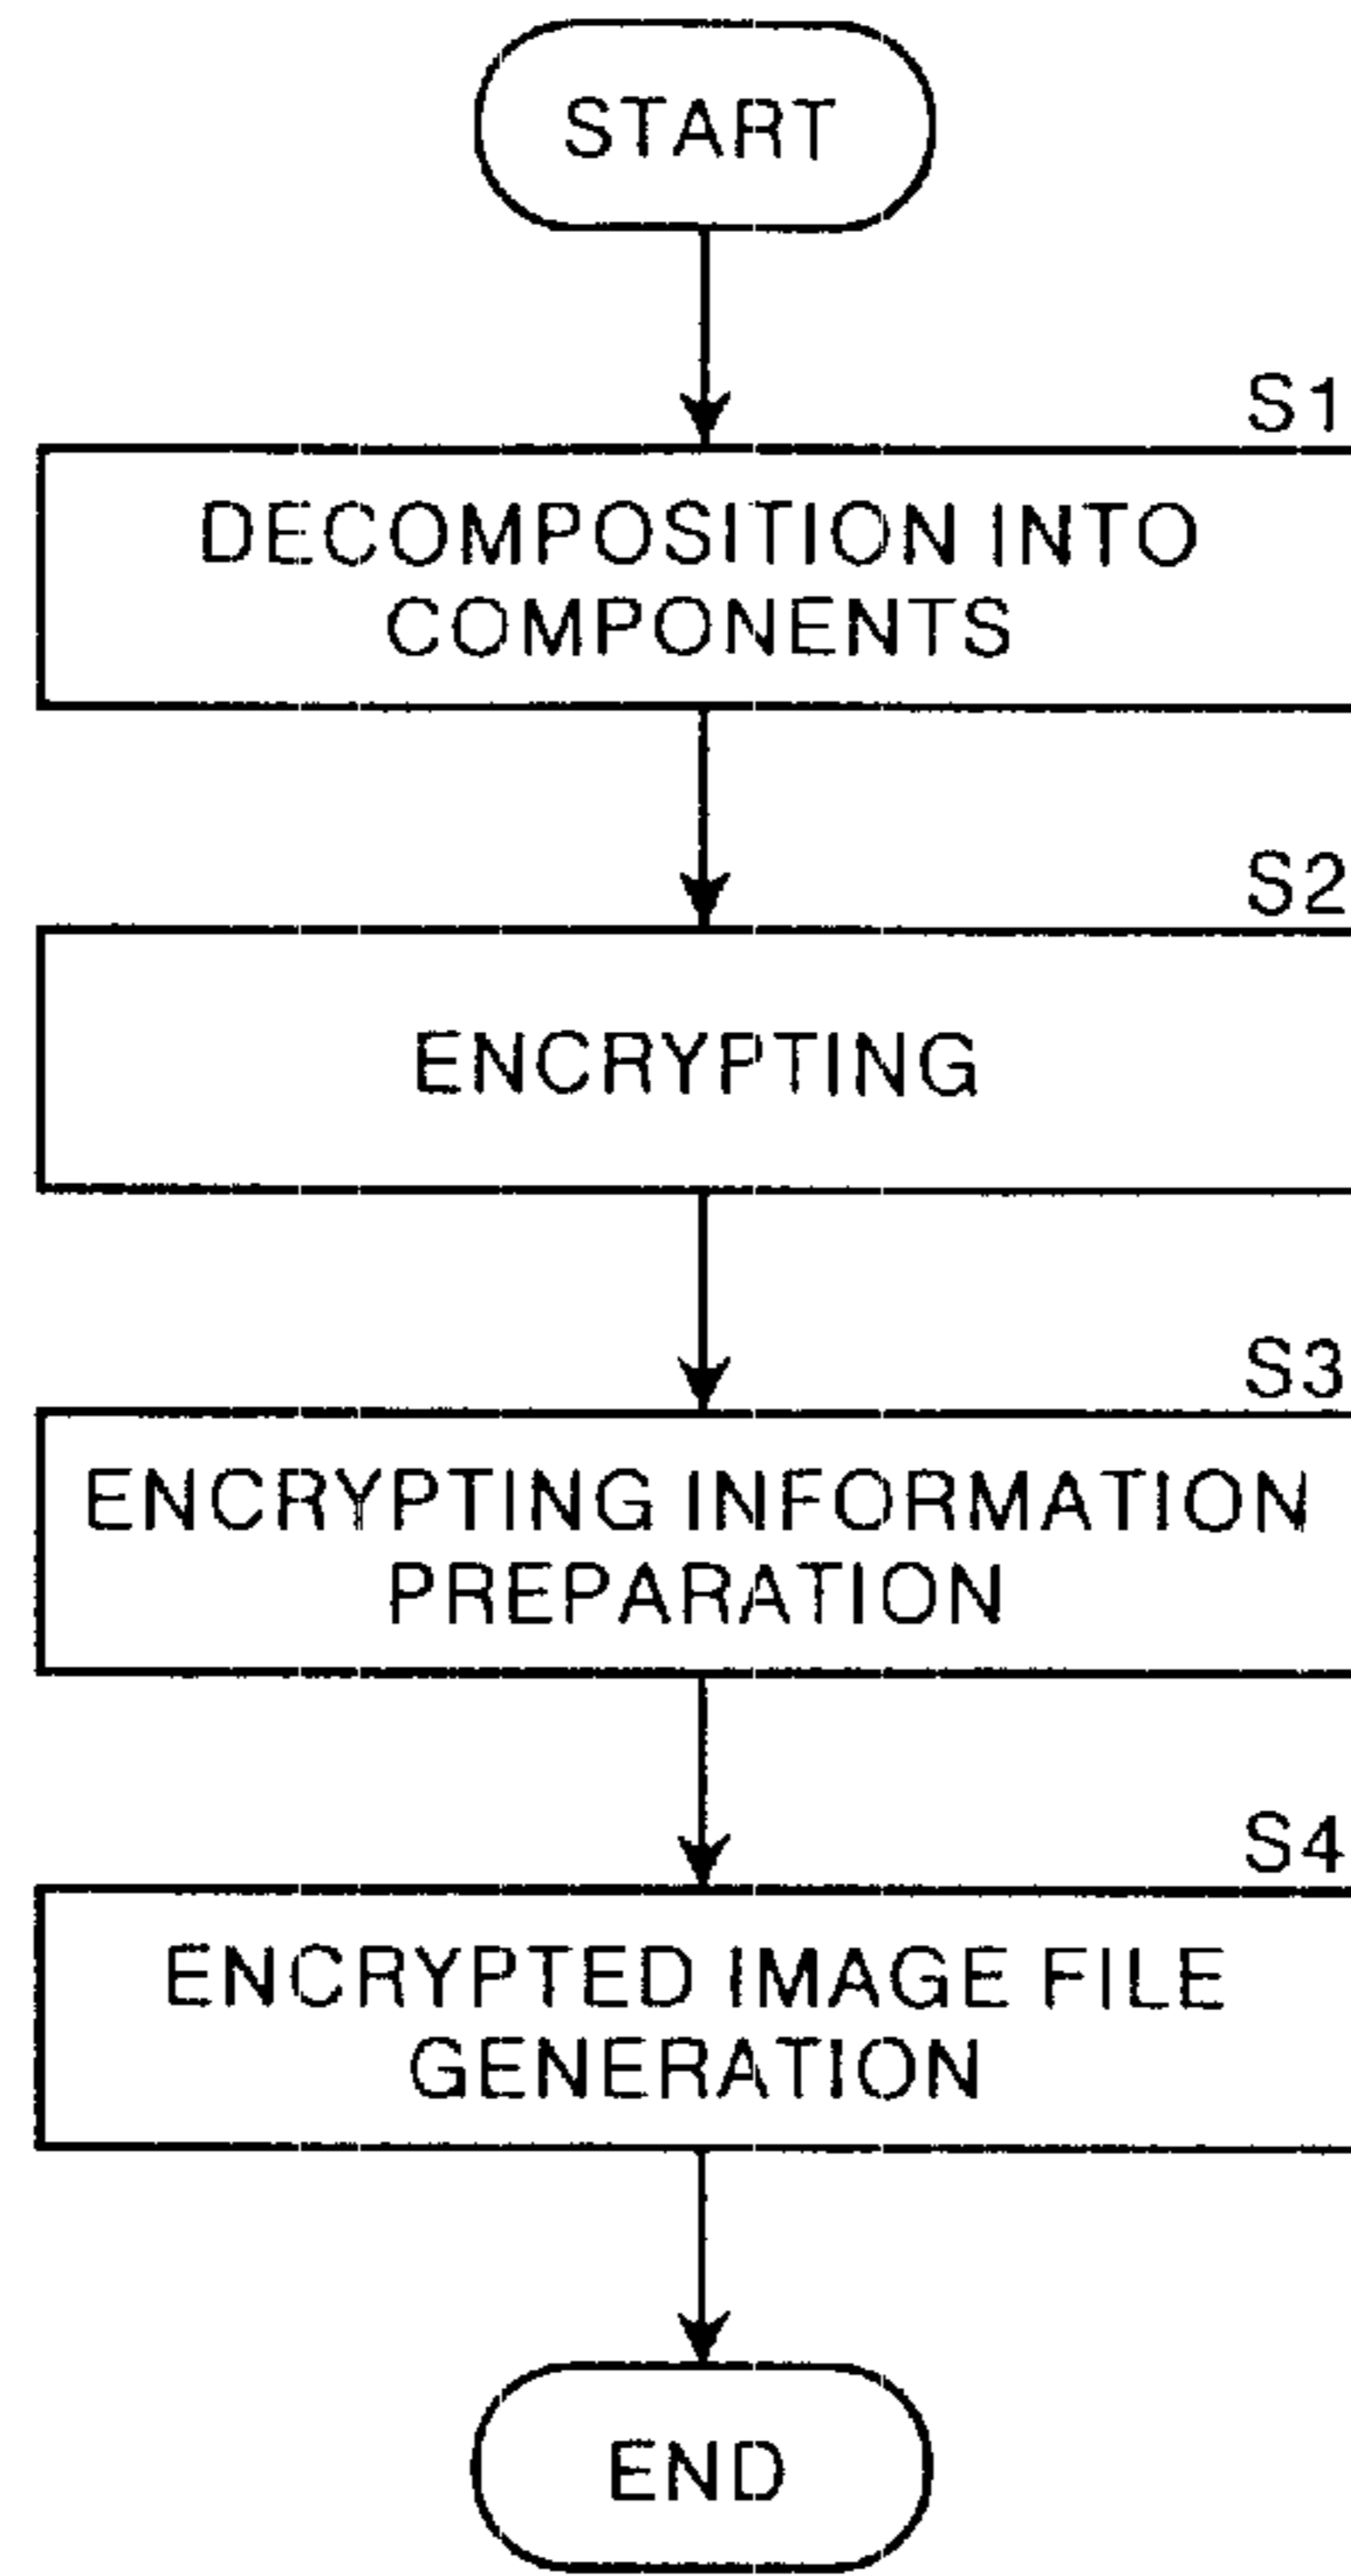 START
S1
DECOMPOSITION INTO
COMPONENTS
S2
ENCRYPTING
S3
ENCRYPTING INFORMATION
PREPARATION
S4
ENCRYPTED IMAGE FILE
GENERATION
END